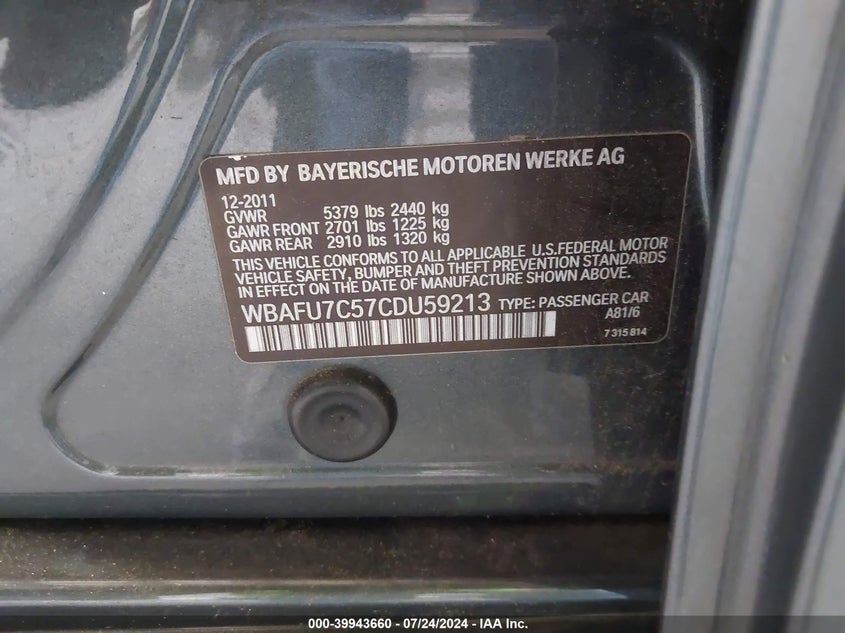 MFD BY BAYERISCHE MOTOREN WERKE AG
12-2011
GVWR 5379 lbs 2440 kg
GAWR FRONT 2701 lbs 1225 kg
GAWR REAR 2910 lbs 1320 kg
THIS VEHICLE CONFORMS TO ALL APPLICABLE U.S.FEDERAL MOTOR
VEHICLE SAFETY, BUMPER AND THEFT PREVENTION STANDARDS
IN EFFECT ON THE DATE OF MANUFACTURE SHOWN ABOVE.
WBAFU7C57CDU59213 TYPE: PASSENGER CAR
A81/6
7 315 814
000-39943660 - 07/24/2024 - IAA Inc.